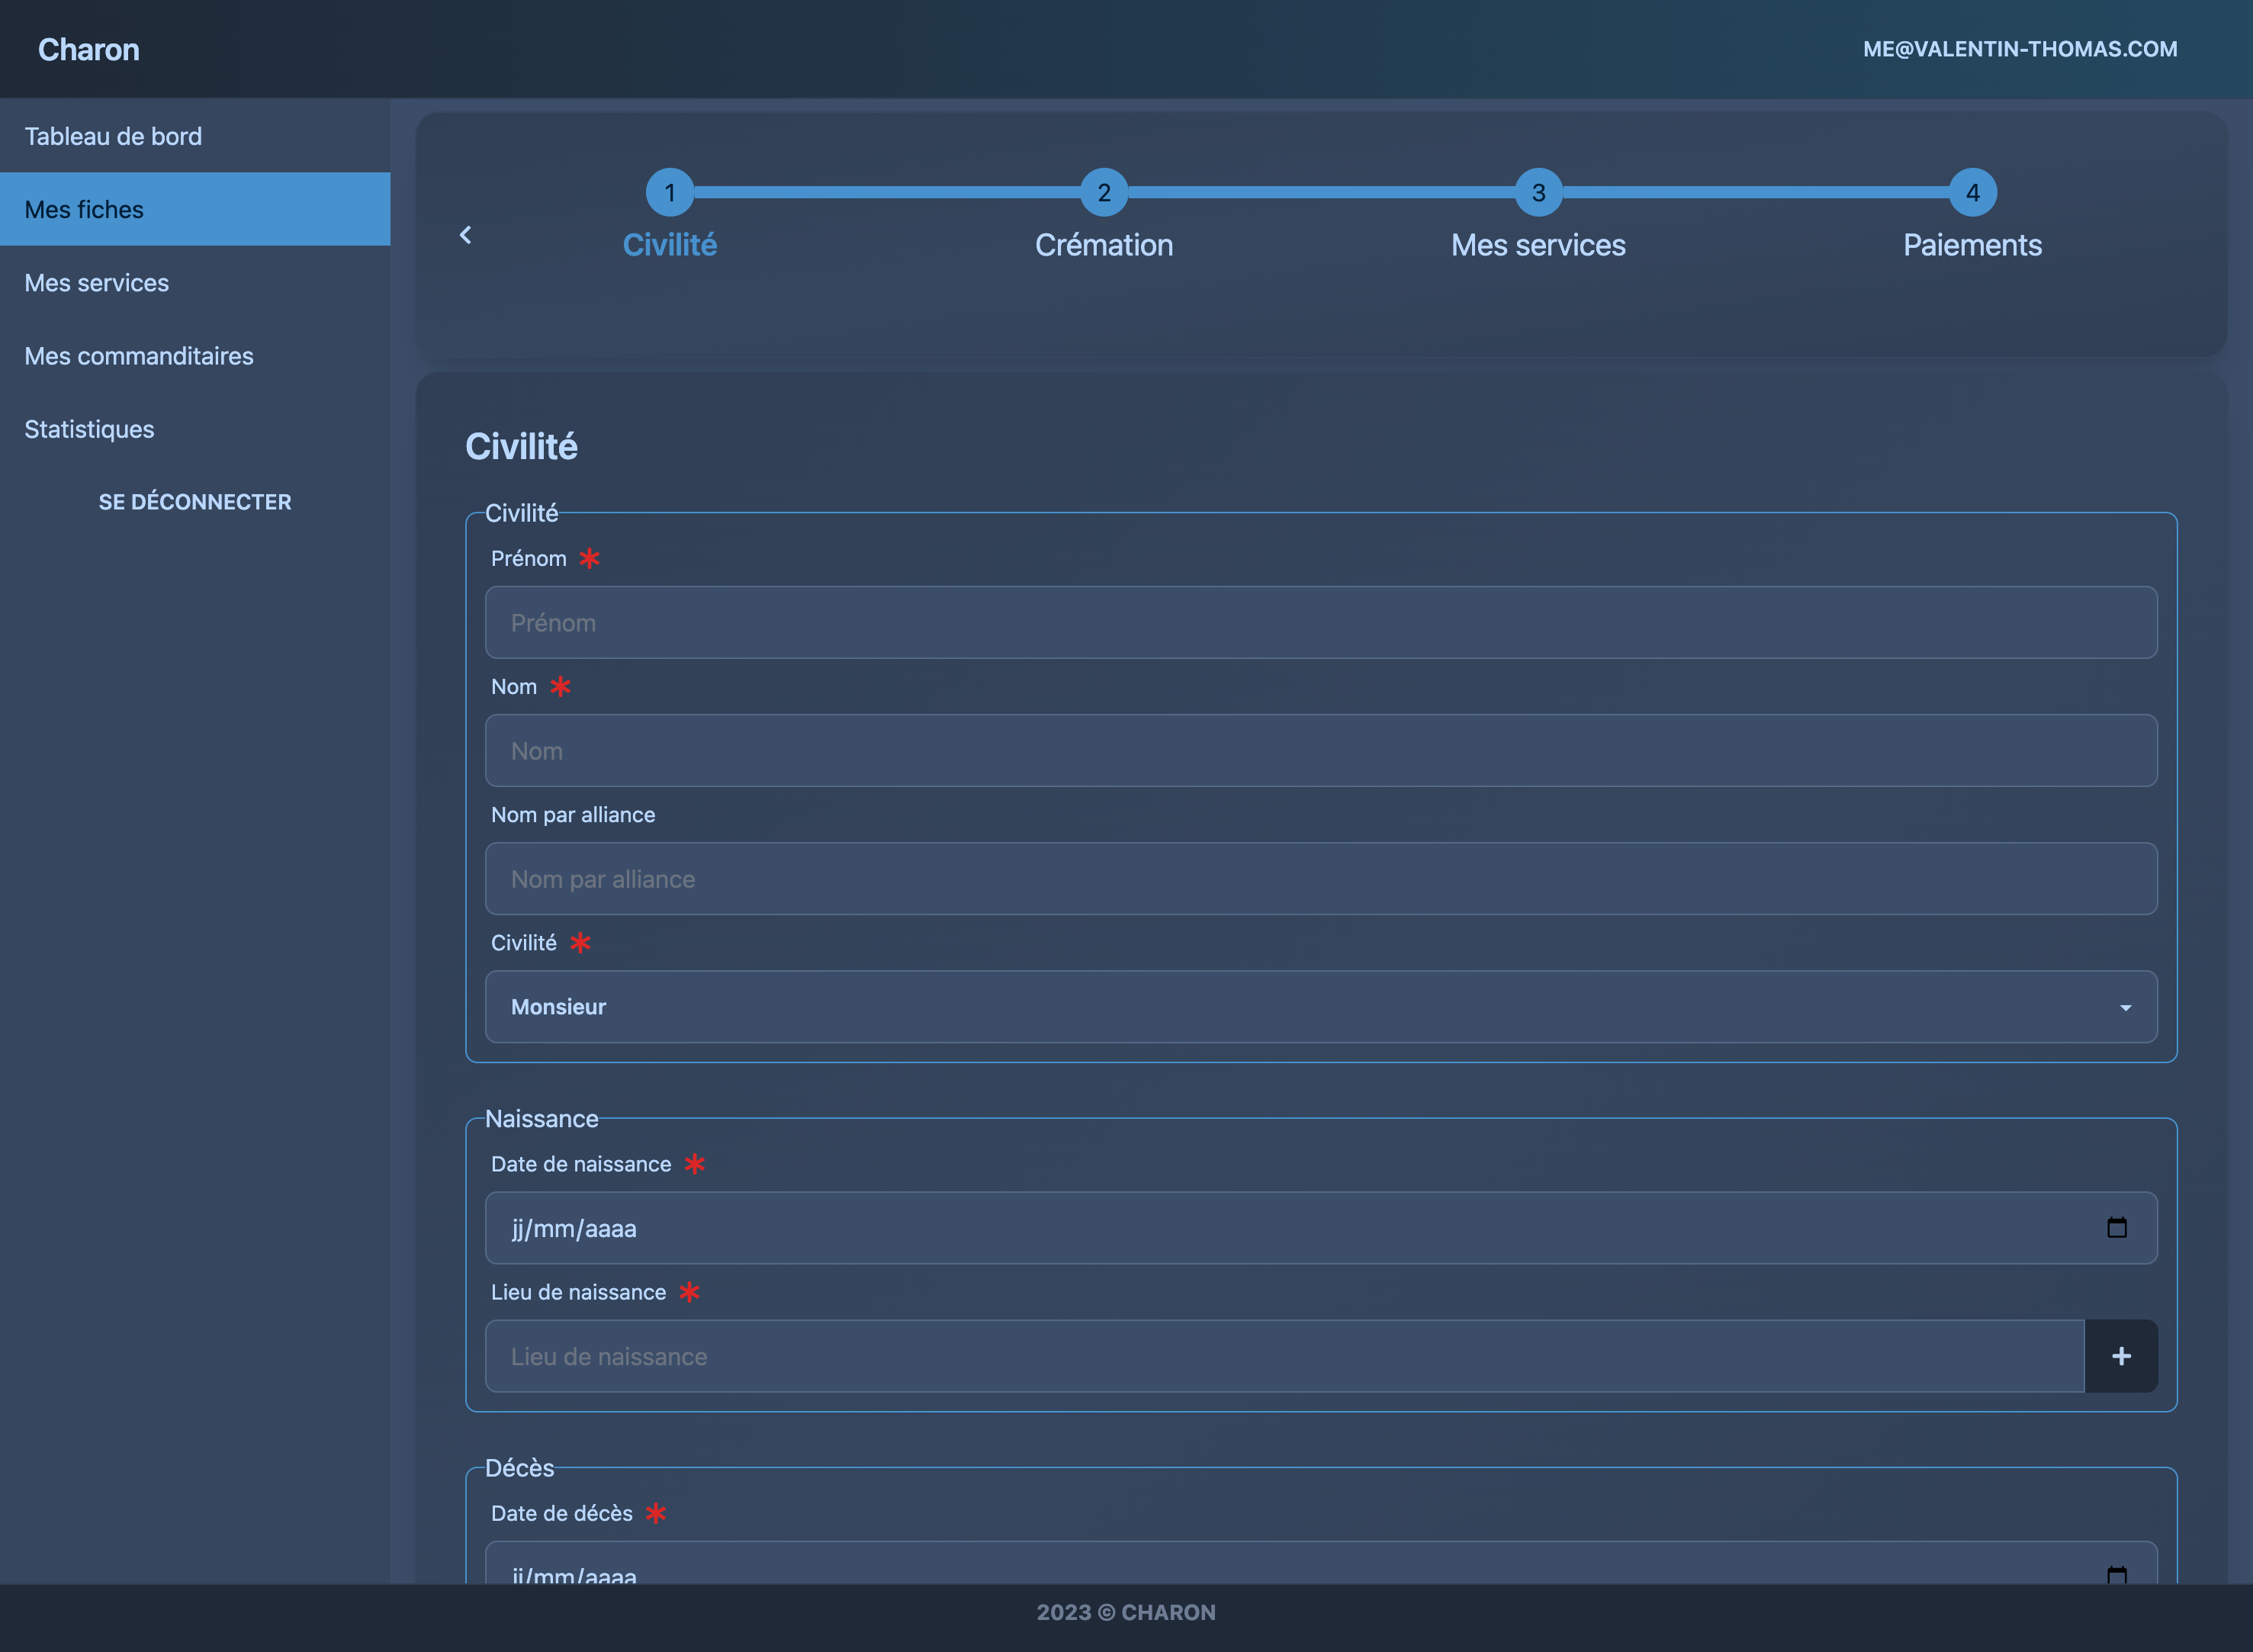 Charon
ME@VALENTIN-THOMAS.COM
Tableau de bord
Mes fiches
Mes services
Mes commanditaires
Statistiques
SE DÉCONNECTER
1
2
3
4
Civilité
Crémation
Mes services
Paiements
Civilité
Civilité
Prénom *
Prénom
Nom *
Nom
Nom par alliance
Nom par alliance
Civilité *
Monsieur
Naissance
Date de naissance *
jj/mm/aaaa
Lieu de naissance *
Lieu de naissance
+
Décès
Date de décès *
jj/mm/aaaa
2023 © CHARON